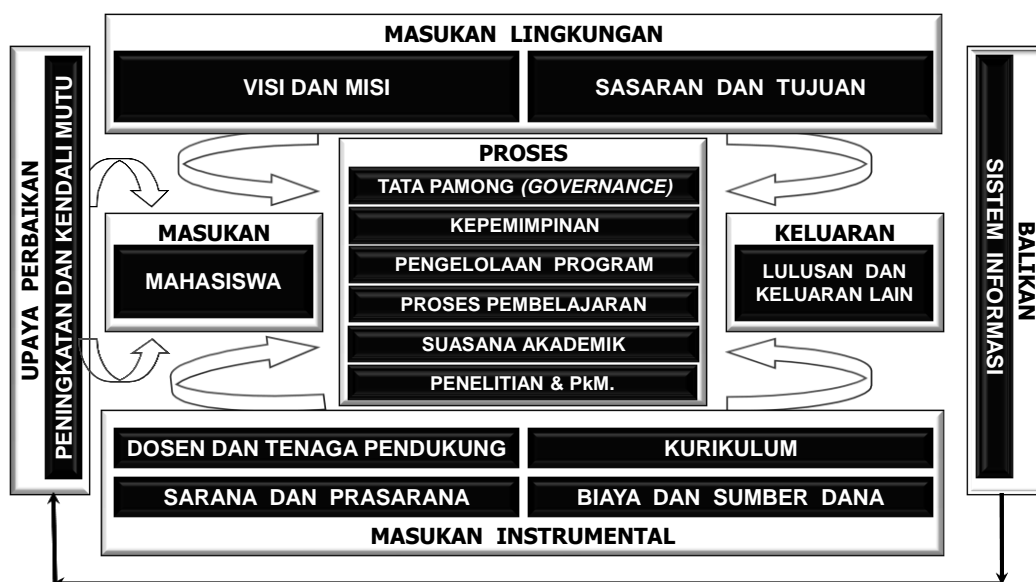 MASUKAN LINGKUNGAN
VISI DAN MISI
SASARAN DAN TUJUAN
UPAYA PERBAIKAN
PENINGKATAN DAN KENDALI MUTU
MASUKAN
MAHASISWA
PROSES
TATA PAMONG (GOVERNANCE)
KEPEMIMPINAN
PENGELOLAAN PROGRAM
PROSES PEMBELAJARAN
SUASANA AKADEMIK
PENELITIAN & PkM.
KELUARAN
LULUSAN DAN
KELUARAN LAIN
SISTEM INFORMASI
BALIKAN
DOSEN DAN TENAGA PENDUKUNG
KURIKULUM
SARANA DAN PRASARANA
BIAYA DAN SUMBER DANA
MASUKAN INSTRUMENTAL